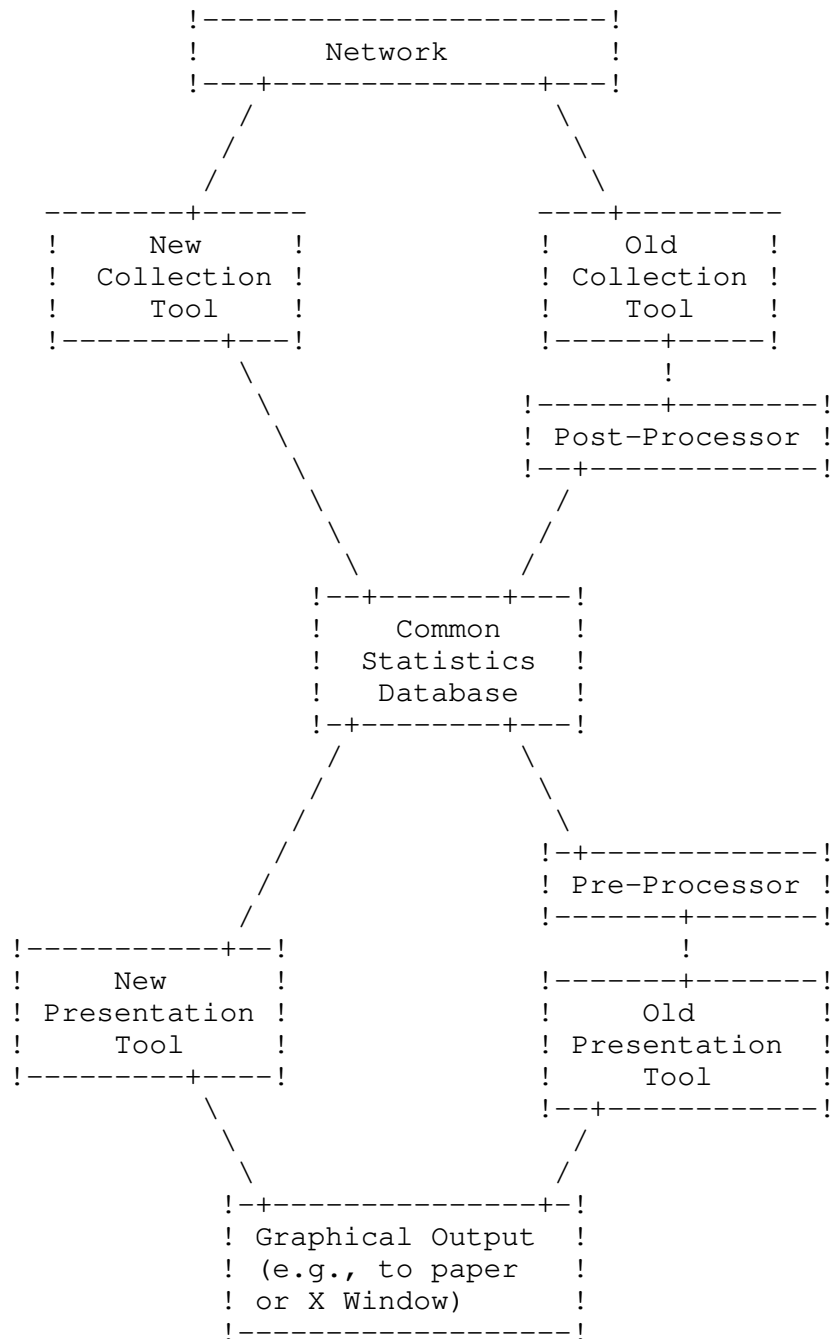 Network
New
Collection
Tool
Old
Collection
Tool
Post-Processor
Common
Statistics
Database
Pre-Processor
New
Presentation
Tool
Old
Presentation
Tool
Graphical Output
(e.g., to paper
or X Window)